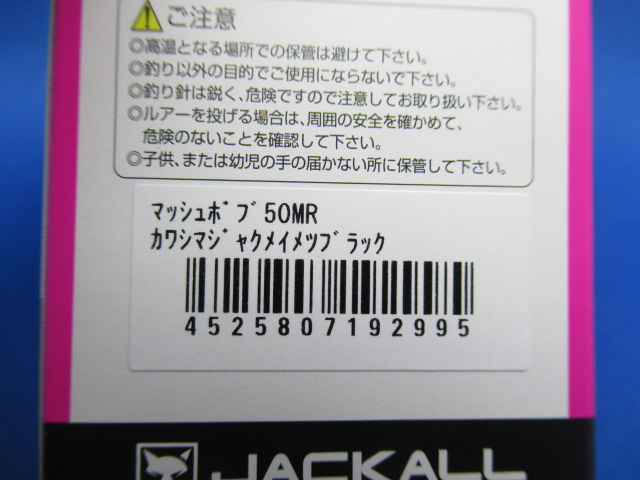 ご注意
◎高温となる場所での保管は避けて下さい。
◎釣り以外の目的でご使用にならないで下さい。
◎釣り針は鋭く、危険ですので注意してお取り扱い下さい。
◎ルアーを投げる場合は、周囲の安全を確かめて、
危険のないことを確認して下さい。
◎子供、または幼児の手の届かない所に保管して下さい。
ﾏｯｼｭﾎﾞﾌﾞ50MR
ｶﾜｼﾏｼﾞｬｸﾒｲﾒﾂﾌﾞﾗｯｸ
4525807192995
JACKALL